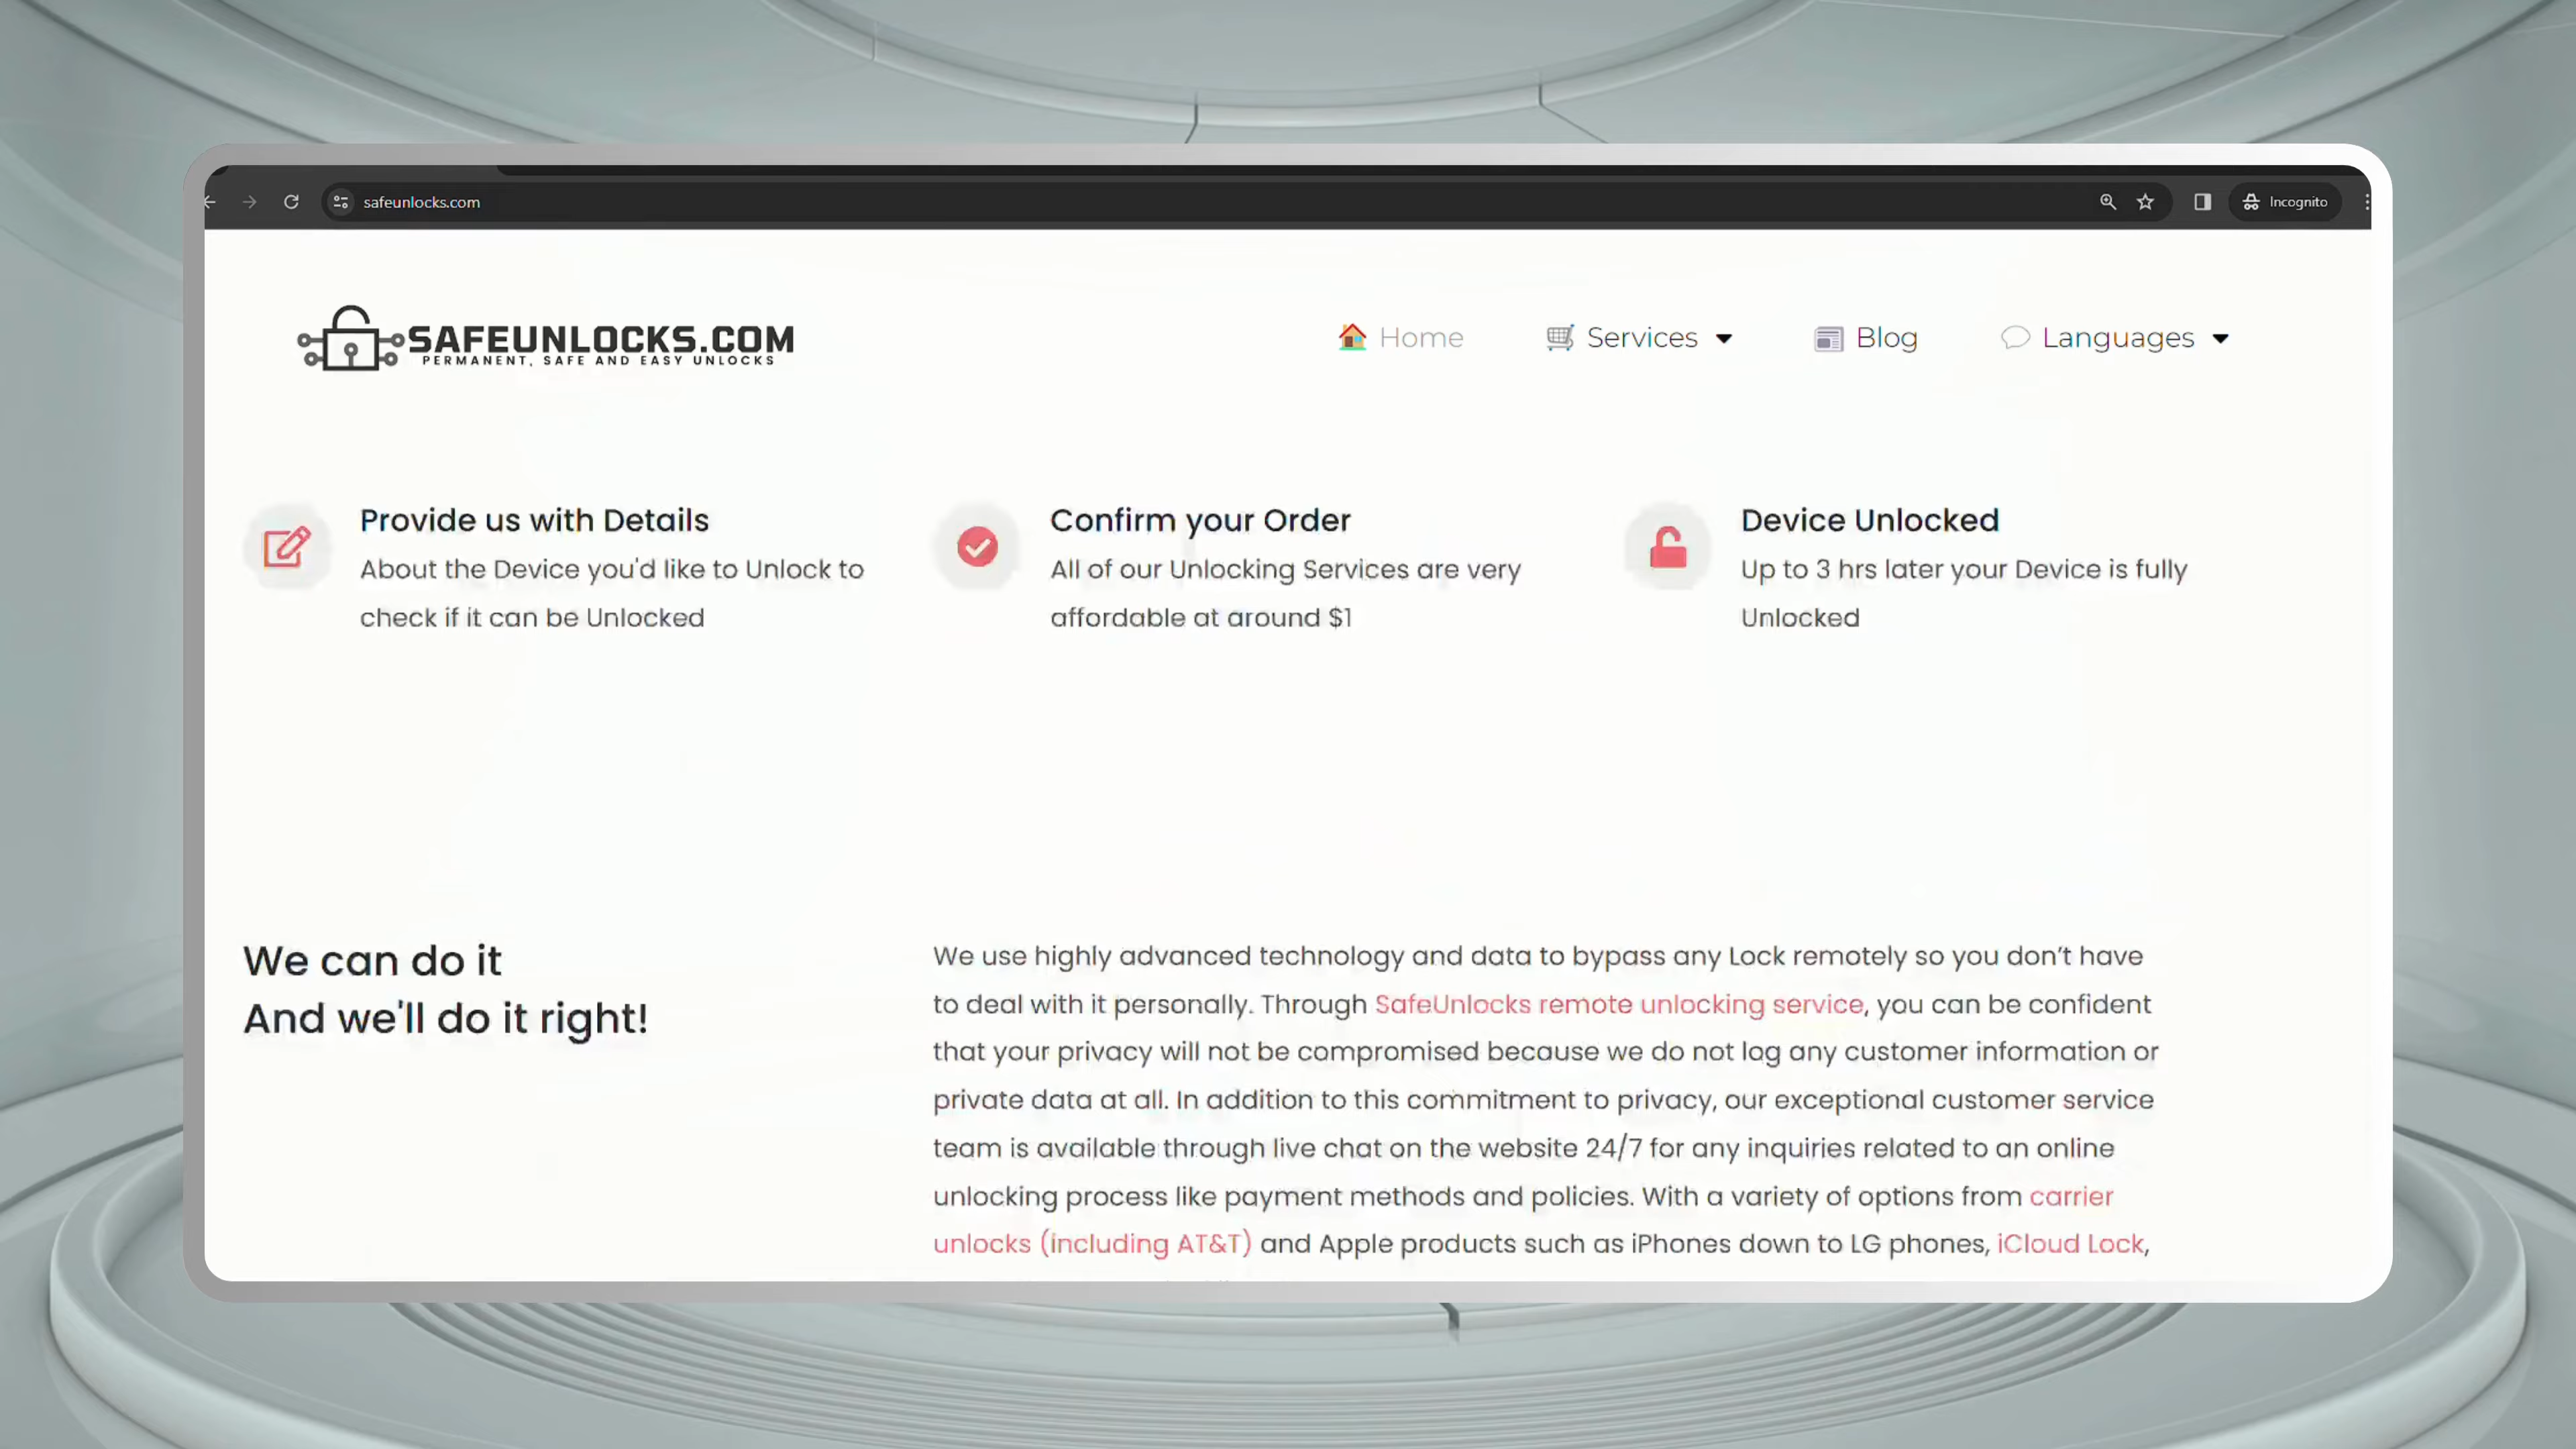 safeunlocks.com
Incognito
SAFEUNLOCKS.COM
PERMANENT, SAFE AND EASY UNLOCKS
Home
Services
Blog
Languages
Provide us with Details
About the Device you'd like to Unlock to
check if it can be Unlocked
Confirm your Order
All of our Unlocking Services are very
affordable at around $1
Device Unlocked
Up to 3 hrs later your Device is fully
Unlocked
We can do it
And we'll do it right!
We use highly advanced technology and data to bypass any Lock remotely so you don’t have
to deal with it personally. Through SafeUnlocks remote unlocking service, you can be confident
that your privacy will not be compromised because we do not log any customer information or
private data at all. In addition to this commitment to privacy, our exceptional customer service
team is available through live chat on the website 24/7 for any inquiries related to an online
unlocking process like payment methods and policies. With a variety of options from carrier
unlocks (including AT&T) and Apple products such as iPhones down to LG phones, iCloud Lock,